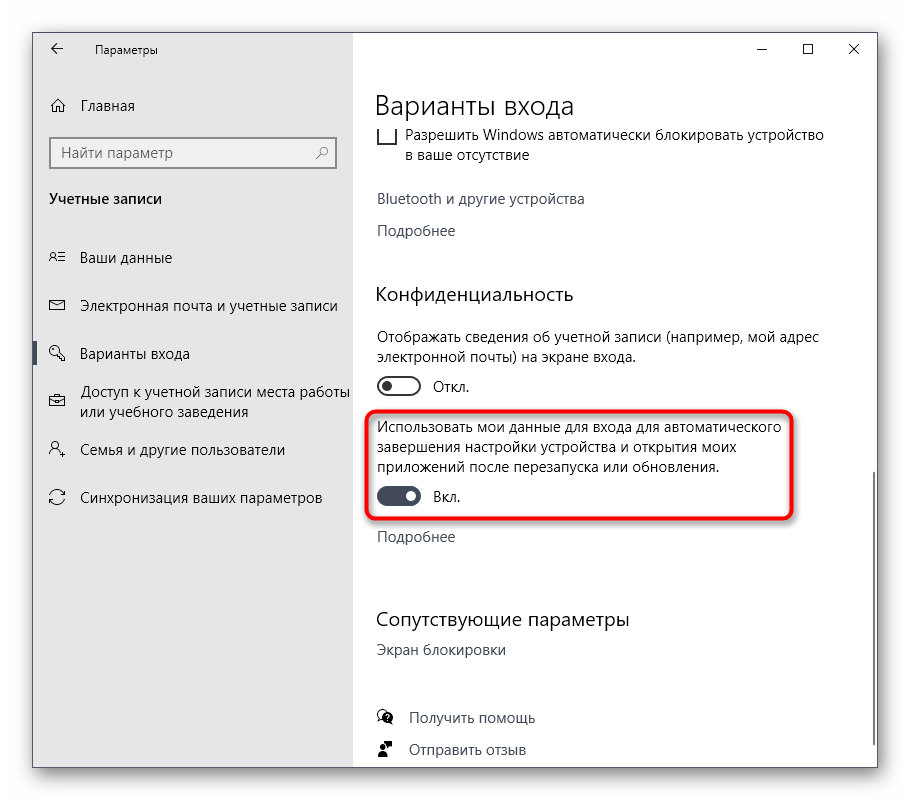 Параметры
Главная
Найти параметр
Учетные записи
Ваши данные
Электронная почта и учетные записи
Варианты входа
Доступ к учетной записи места работы
или учебного заведения
Семья и другие пользователи
Синхронизация ваших параметров
Варианты входа
Разрешить Windows автоматически блокировать устройство
в ваше отсутствие
Bluetooth и другие устройства
Подробнее
Конфиденциальность
Отображать сведения об учетной записи (например, мой адрес
электронной почты) на экране входа.
Откл.
Использовать мои данные для входа для автоматического
завершения настройки устройства и открытия моих
приложений после перезапуска или обновления.
Вкл.
Подробнее
Сопутствующие параметры
Экран блокировки
Получить помощь
Отправить отзыв